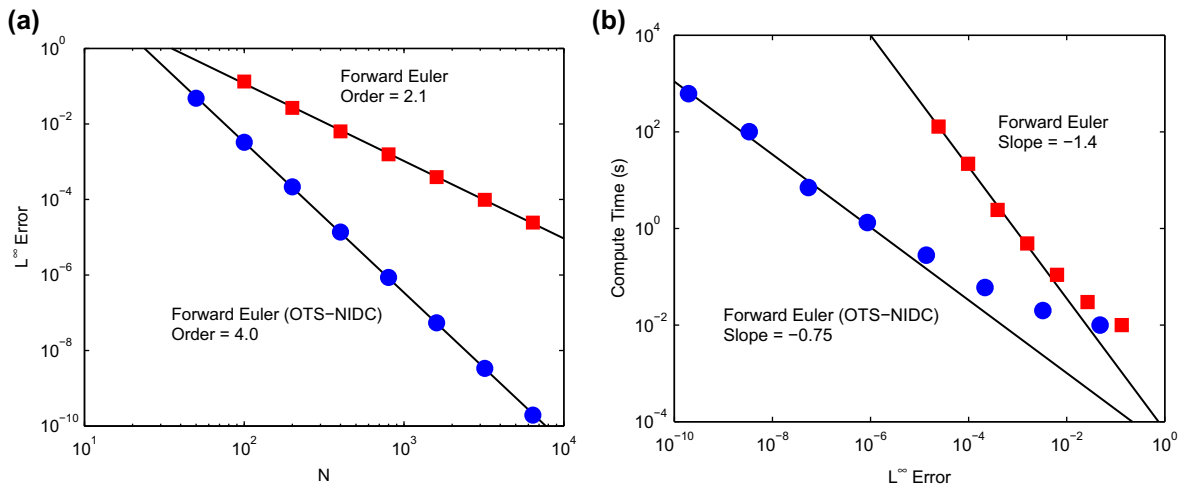 (a)
10^0
10^−2
10^−4
10^−6
10^−8
10^−10
L^∞ Error
Forward Euler
Order = 2.1
Forward Euler (OTS−NIDC)
Order = 4.0
10^1
10^2
10^3
10^4
N
(b)
10^4
10^2
10^0
10^−2
10^−4
Compute Time (s)
Forward Euler
Slope = −1.4
Forward Euler (OTS−NIDC)
Slope = −0.75
10^−10
10^−8
10^−6
10^−4
10^−2
10^0
L^∞ Error